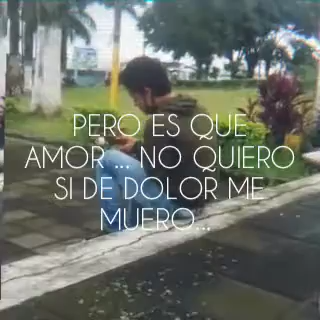 PERO ES QUE
AMOR ... NO QUIERO
SI DE DOLOR ME
MUERO...